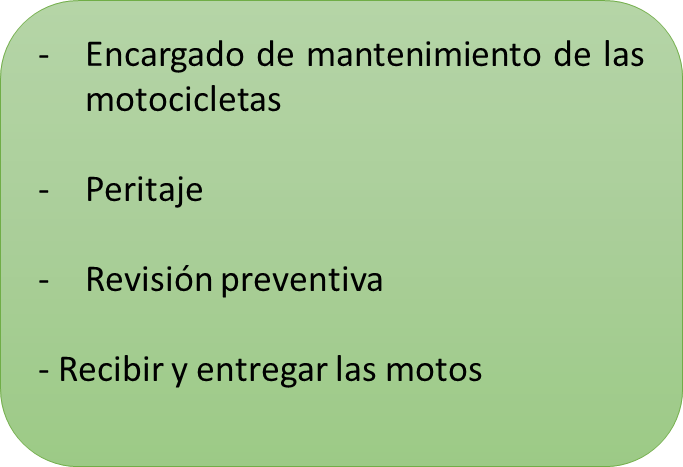 - Encargado de mantenimiento de las
motocicletas
- Peritaje
- Revisión preventiva
- Recibir y entregar las motos